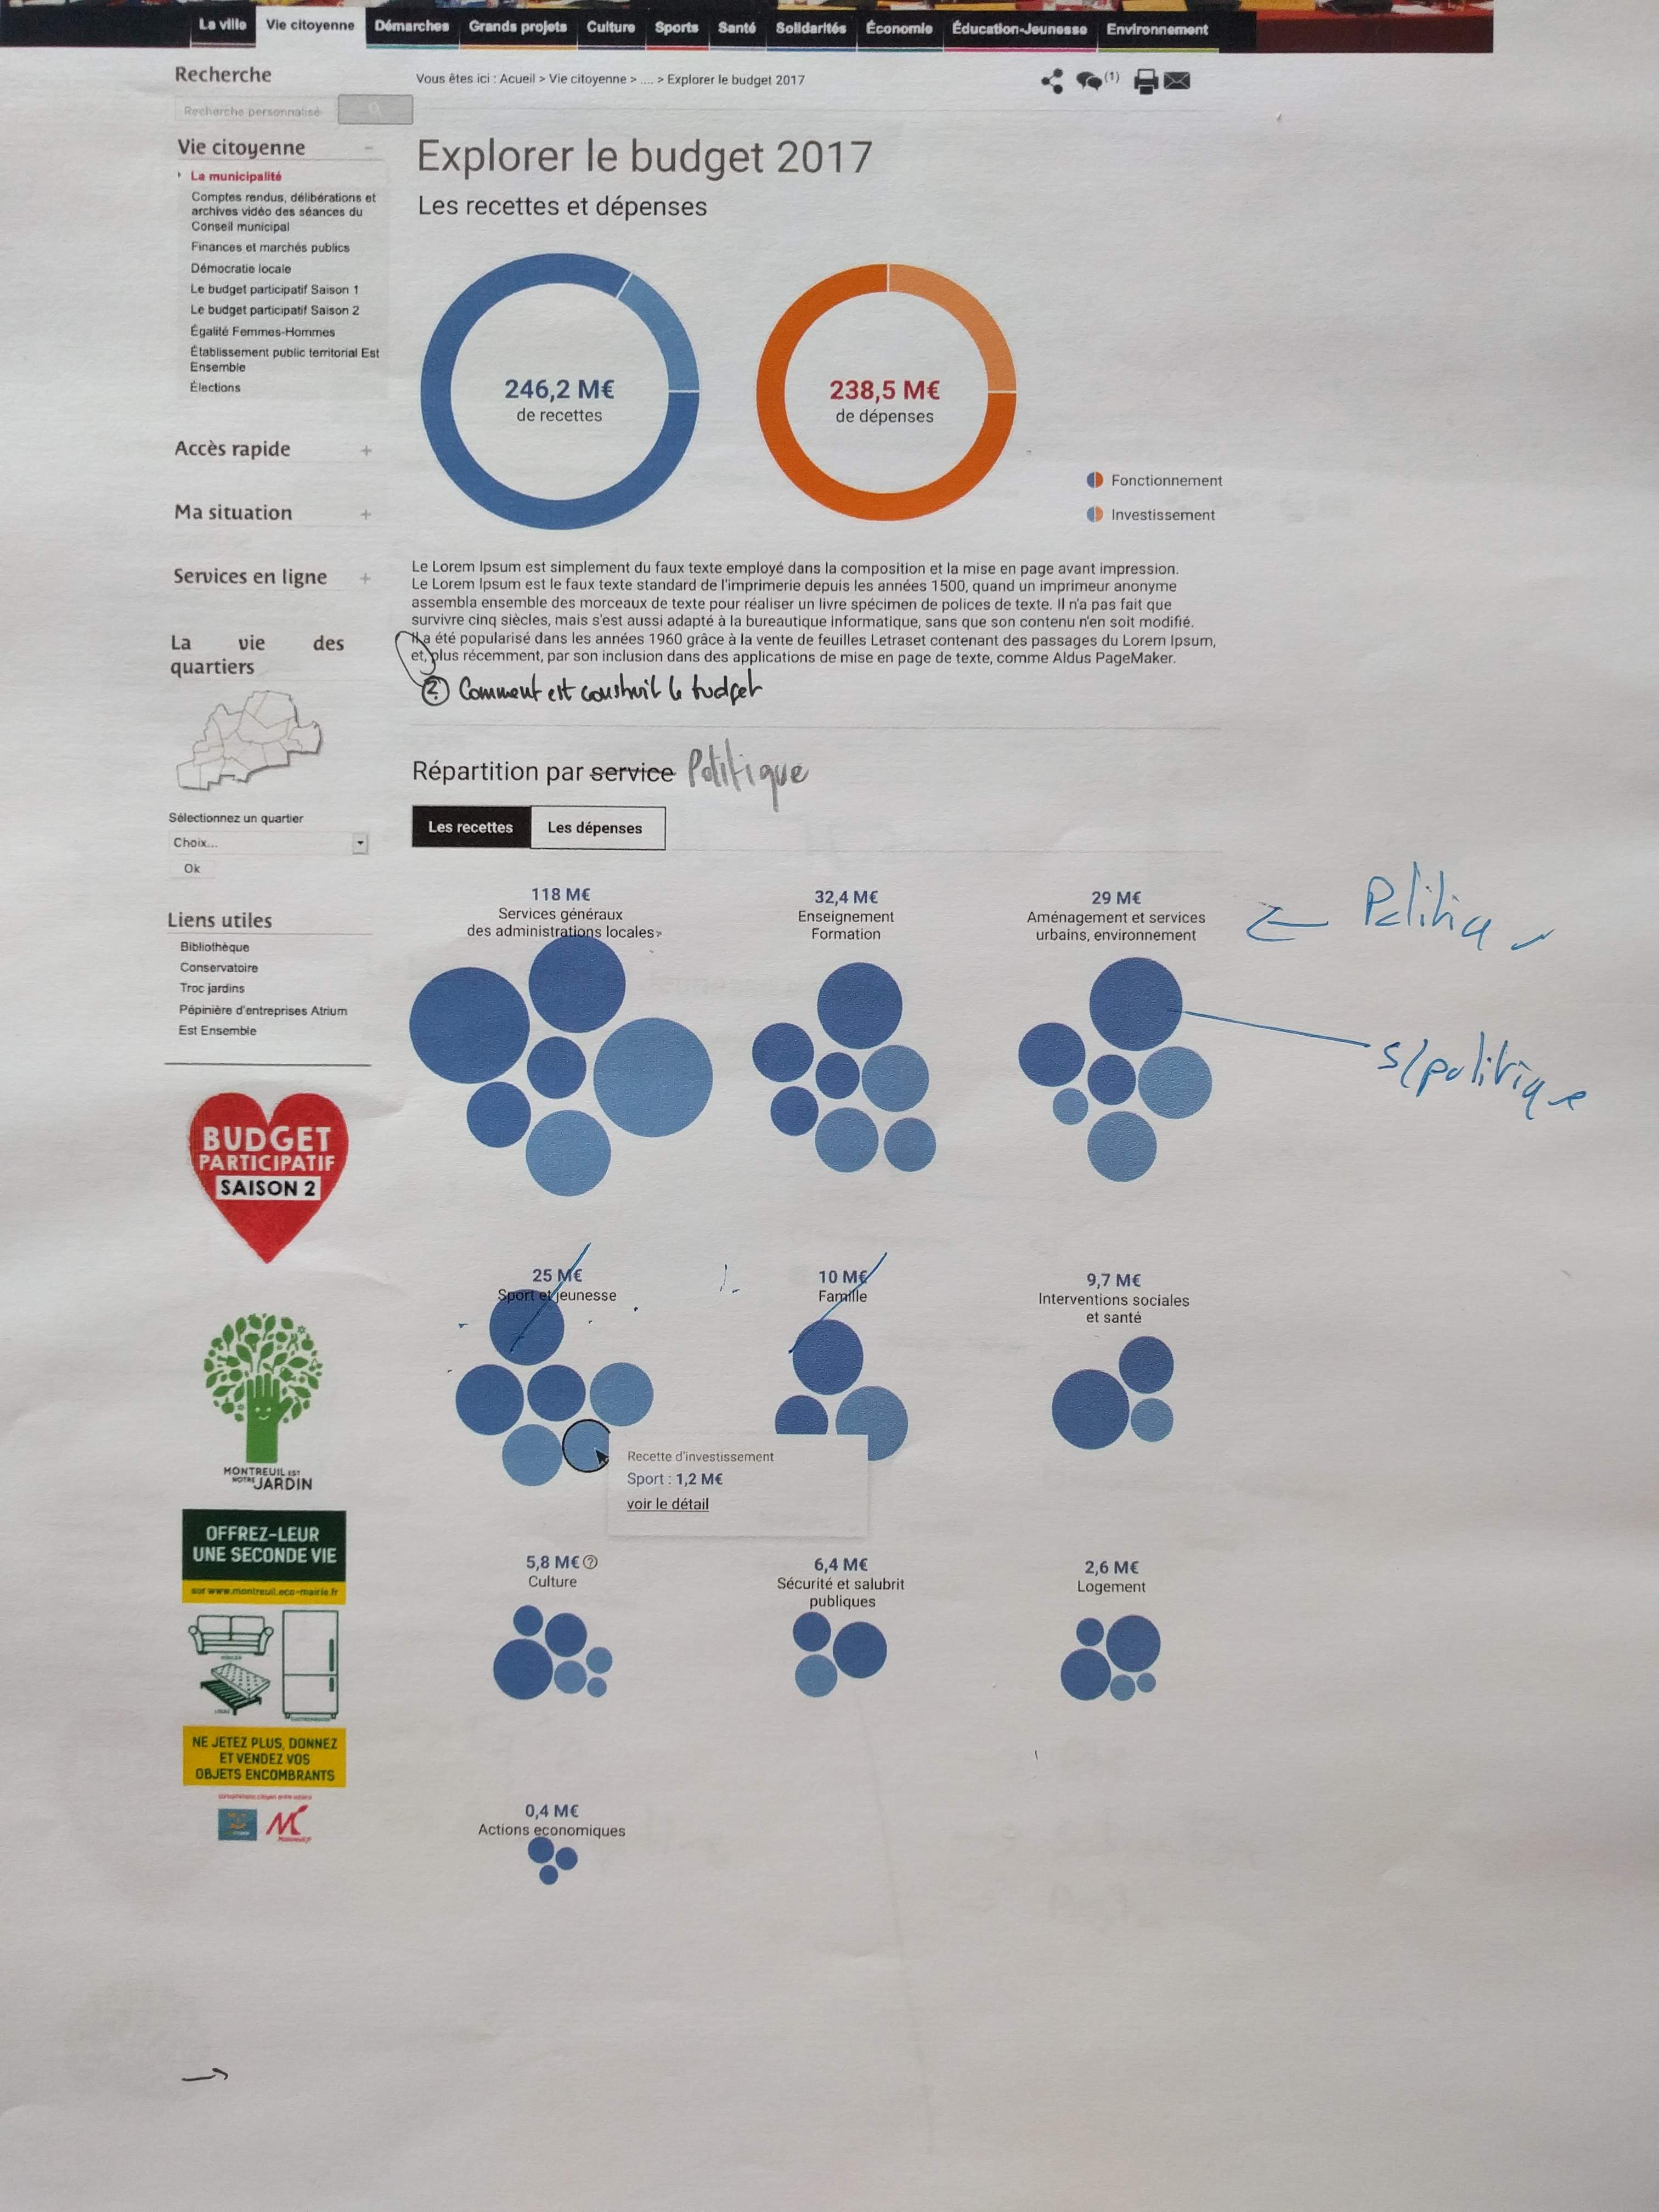 La ville Vie citoyenne Démarches Grands projets Culture Sports Santé Solidarités Économie Éducation-Jeunesse Environnement
Recherche
Recherche personnalisé
Vie citoyenne –
La municipalité
Comptes rendus, délibérations et
archives vidéo des séances du
Conseil municipal
Finances et marchés publics
Démocratie locale
Le budget participatif Saison 1
Le budget participatif Saison 2
Égalité Femmes-Hommes
Établissement public territorial Est
Ensemble
Élections
Accès rapide +
Ma situation +
Services en ligne +
La vie des
quartiers
Sélectionnez un quartier
Choix...
Ok
Liens utiles
Bibliothèque
Conservatoire
Troc jardins
Pépinière d'entreprises Atrium
Est Ensemble
BUDGET
PARTICIPATIF
SAISON 2
MONTREUIL EST
NOTRE JARDIN
OFFREZ-LEUR
UNE SECONDE VIE
sur www.montreuil.eco-mairie.fr
NE JETEZ PLUS, DONNEZ
ET VENDEZ VOS
OBJETS ENCOMBRANTS
Vous êtes ici : Acueil > Vie citoyenne > .... > Explorer le budget 2017
(1)
Explorer le budget 2017
Les recettes et dépenses
246,2 M€
de recettes
238,5 M€
de dépenses
Fonctionnement
Investissement
Le Lorem Ipsum est simplement du faux texte employé dans la composition et la mise en page avant impression.
Le Lorem Ipsum est le faux texte standard de l'imprimerie depuis les années 1500, quand un imprimeur anonyme
assembla ensemble des morceaux de texte pour réaliser un livre spécimen de polices de texte. Il n'a pas fait que
survivre cinq siècles, mais s'est aussi adapté à la bureautique informatique, sans que son contenu n'en soit modifié.
Il a été popularisé dans les années 1960 grâce à la vente de feuilles Letraset contenant des passages du Lorem Ipsum,
et, plus récemment, par son inclusion dans des applications de mise en page de texte, comme Aldus PageMaker.
? Comment est construit le budget
Répartition par service Politique
Les recettes Les dépenses
118 M€
Services généraux
des administrations locales
32,4 M€
Enseignement
Formation
29 M€
Aménagement et services
urbains, environnement
s/politique
25 M€
Sport et jeunesse
10 M€
Famille
9,7 M€
Interventions sociales
et santé
Recette d'investissement
Sport : 1,2 M€
voir le détail
5,8 M€ ?
Culture
6,4 M€
Sécurité et salubrit
publiques
2,6 M€
Logement
0,4 M€
Actions economiques